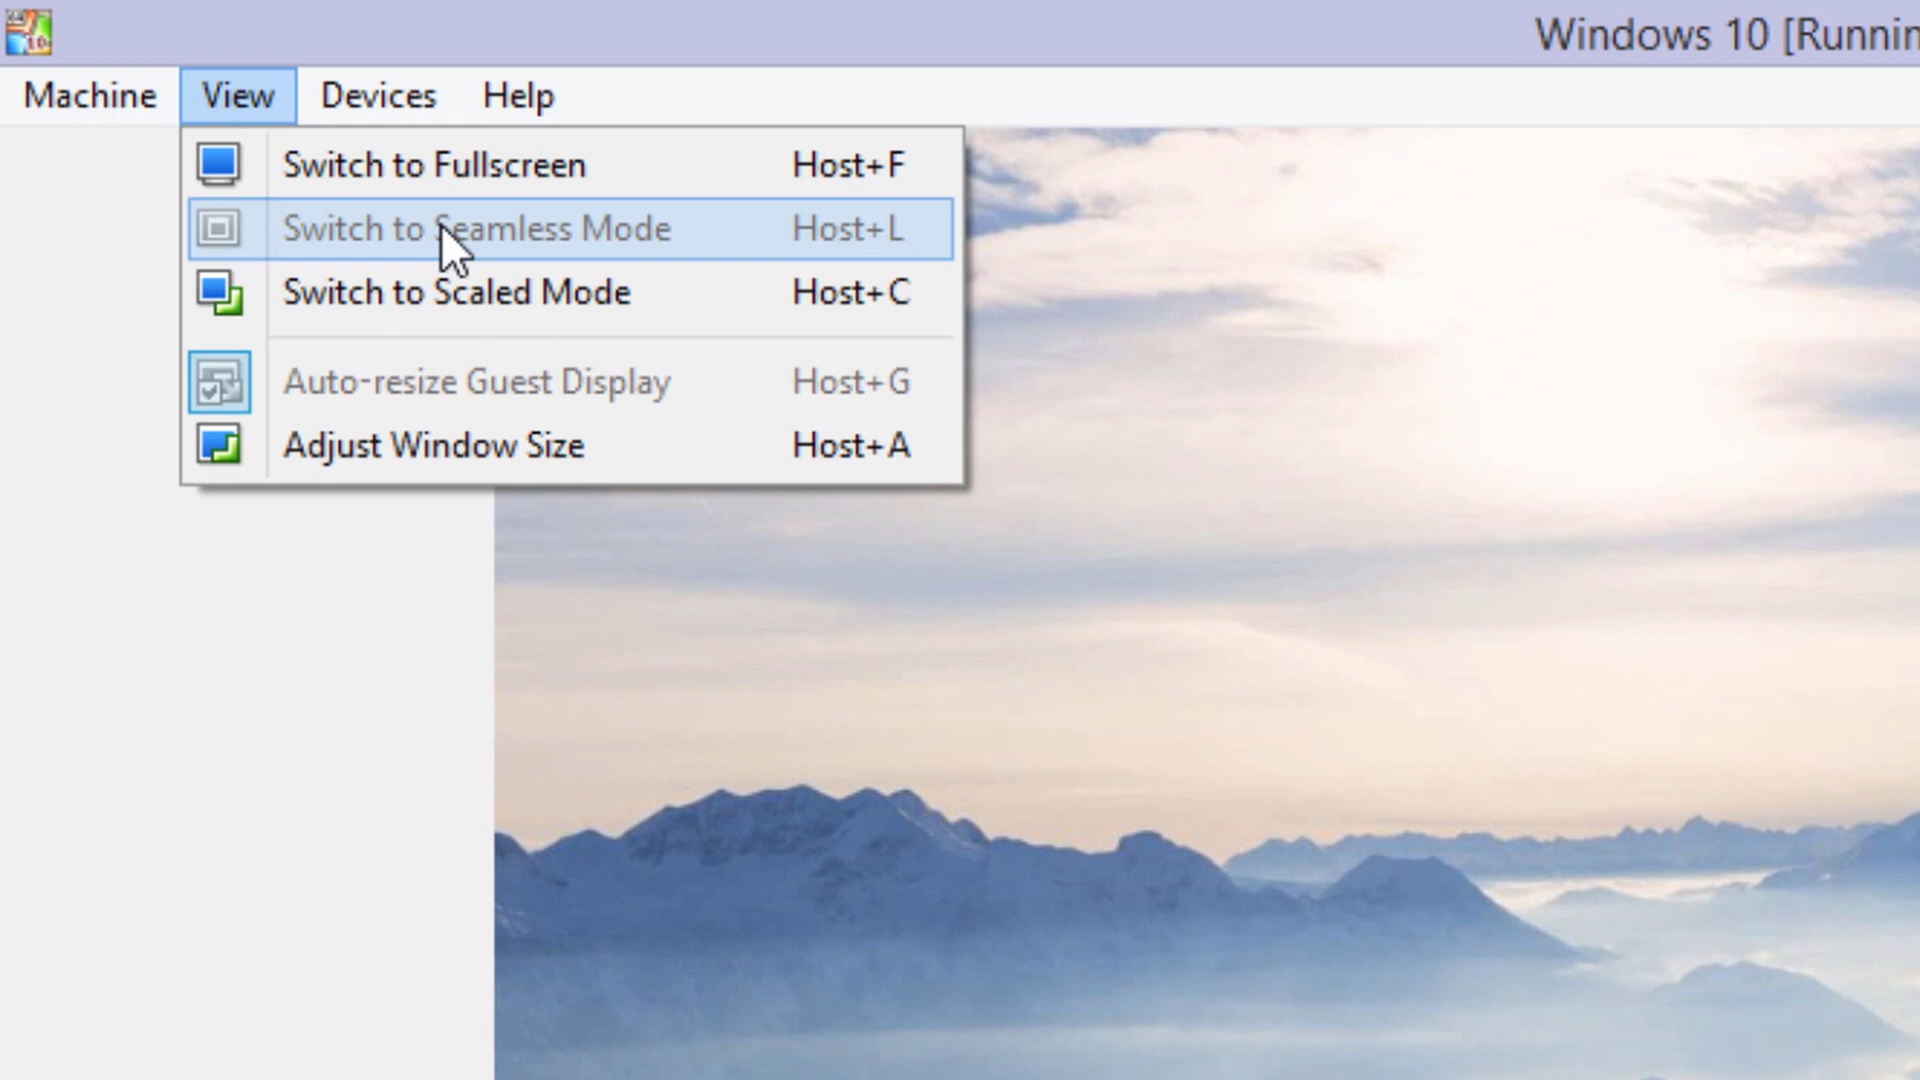 Windows 10 [Runnin
Machine View Devices Help
Switch to Fullscreen Host+F
Switch to Seamless Mode Host+L
Switch to Scaled Mode Host+C
Auto-resize Guest Display Host+G
Adjust Window Size Host+A